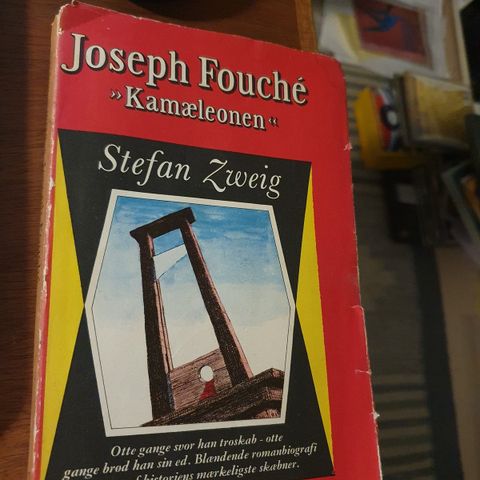 Joseph Fouché
»Kamæleonen«
Stefan Zweig
Otte gange svor han troskab - otte
gange brød han sin ed. Blændende romanbiografi
af historiens mærkeligste skæbner.